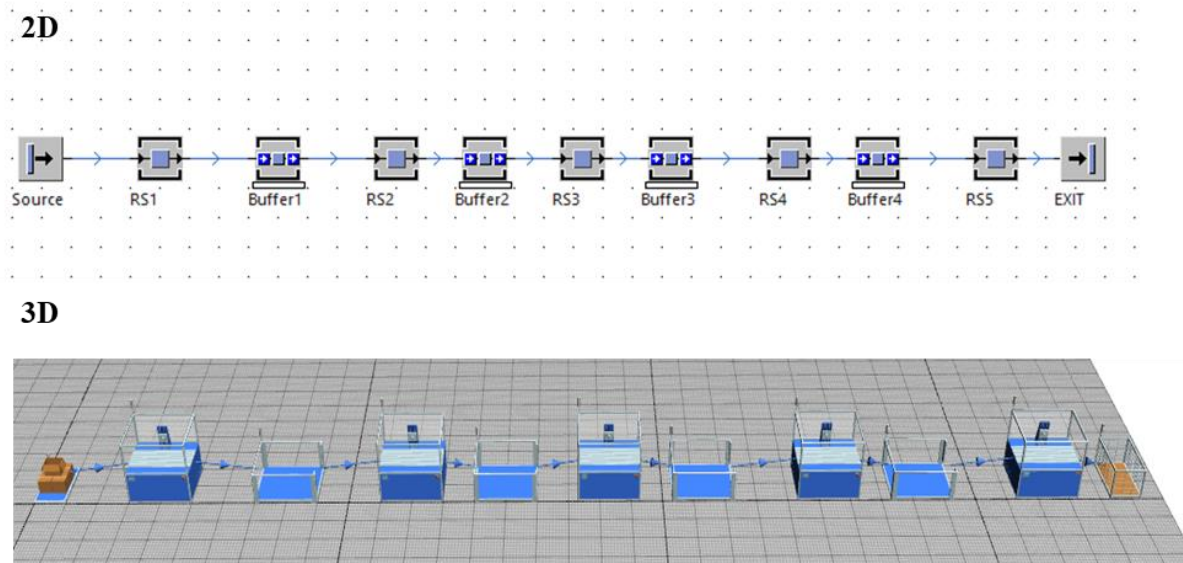 2D
Source RS1 Buffer1 RS2 Buffer2 RS3 Buffer3 RS4 Buffer4 RS5 EXIT
3D